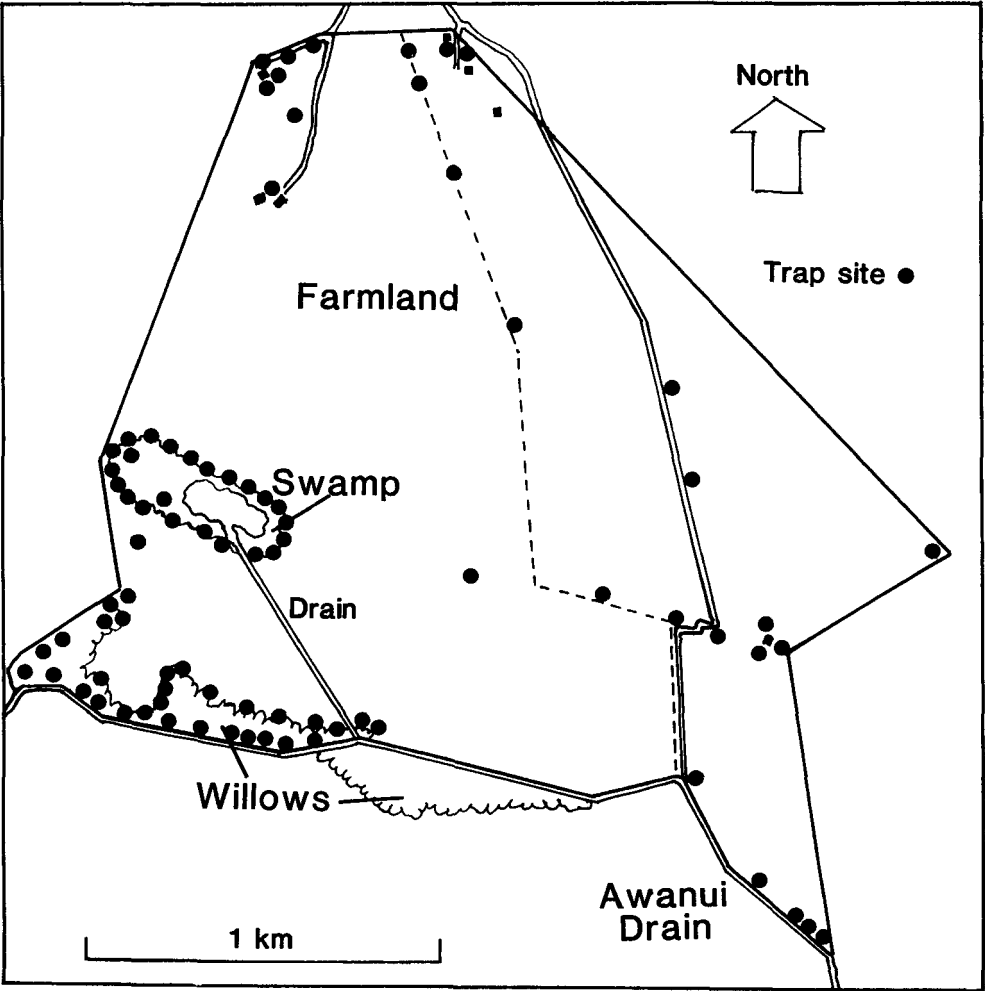 North
Trap site
Farmland
Swamp
Drain
Willows
Awanui
Drain
1 km